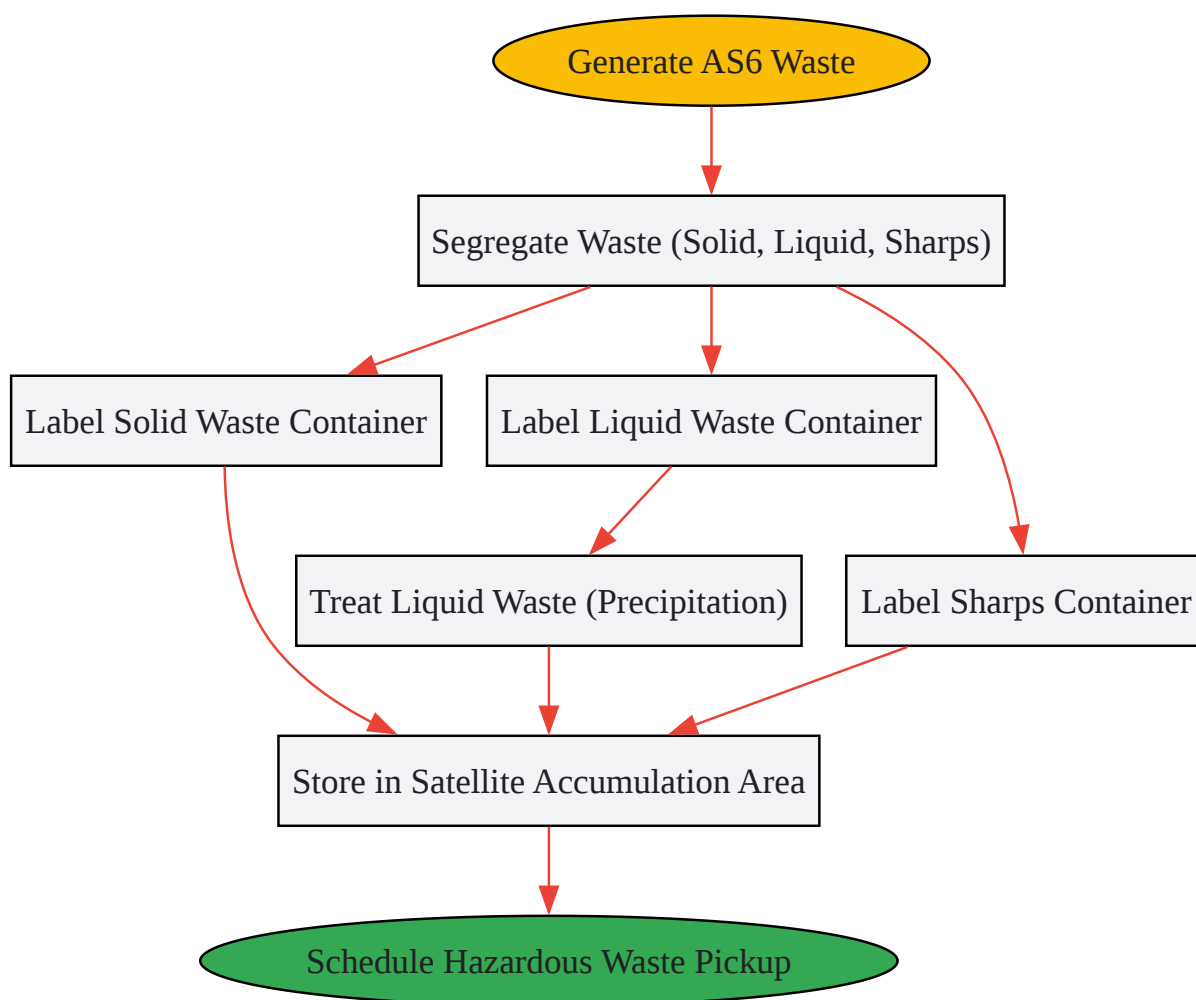 Generate AS6 Waste
Segregate Waste (Solid, Liquid, Sharps)
Label Solid Waste Container
Label Liquid Waste Container
Treat Liquid Waste (Precipitation)
Label Sharps Container
Store in Satellite Accumulation Area
Schedule Hazardous Waste Pickup